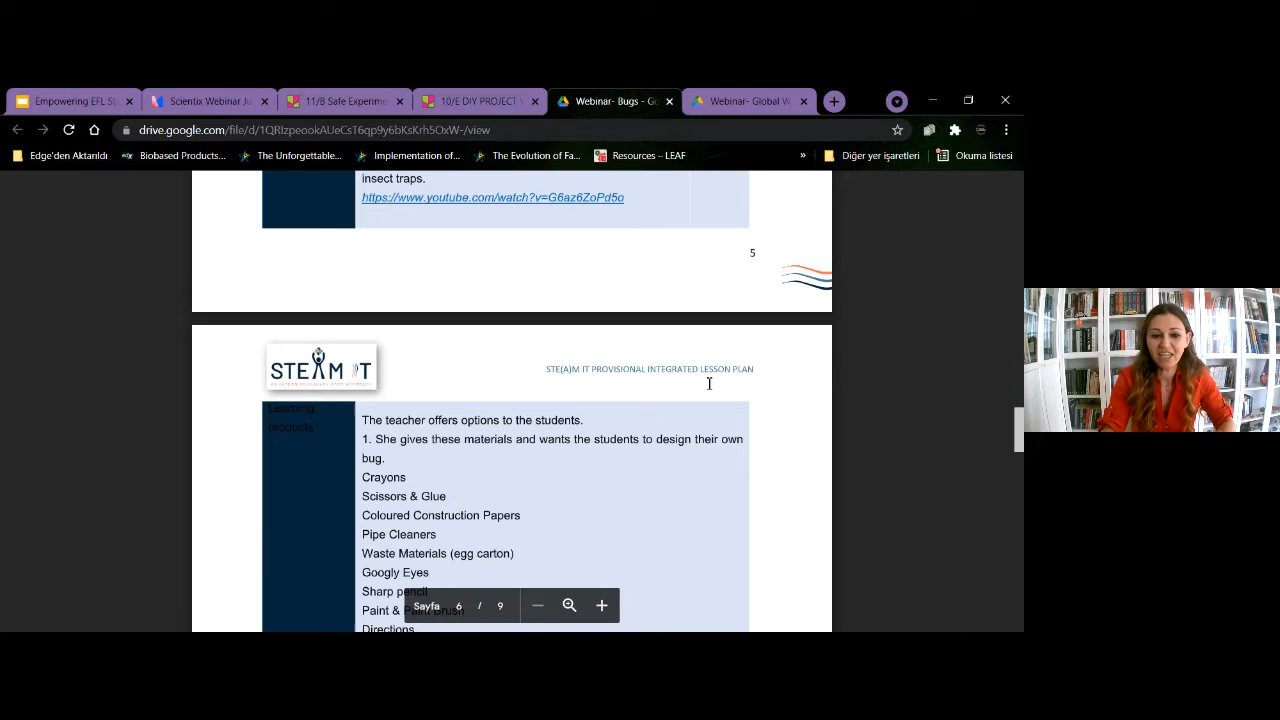 Empowering EFL St
Scientix Webinar Ju
11/B Safe Experime
10/E DIY PROJECT
Webinar- Bugs - Go
Webinar- Global W
drive.google.com/file/d/1QRIzpeookAUeCsT6qp9y6bKsKrh5OxW-/view
Edge'den Aktarıldı
Biobased Products...
The Unforgettable...
Implementation of...
The Evolution of Fa...
Resources – LEAF
»
Diğer yer işaretleri
Okuma listesi
insect traps.
https://www.youtube.com/watch?v=G6az6ZoPd5o
5
STEAM IT
STE(A)M IT PROVISIONAL INTEGRATED LESSON PLAN
Learning
products
The teacher offers options to the students.
1. She gives these materials and wants the students to design their own
bug.
Crayons
Scissors & Glue
Coloured Construction Papers
Pipe Cleaners
Waste Materials (egg carton)
Googly Eyes
Sharp pencil
Paint & Paint Brush
Directions
Sayfa 6 / 9